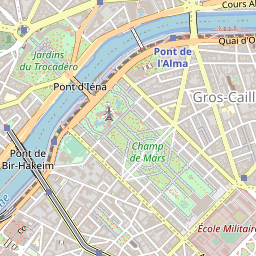 Cours Al
Jardins
du Trocadéro
Pont de
l'Alma
Quai d'O
Pont d'Iéna
Gros-Caill
Champ
de Mars
Pont de
Bir-Hakeim
École Militaire